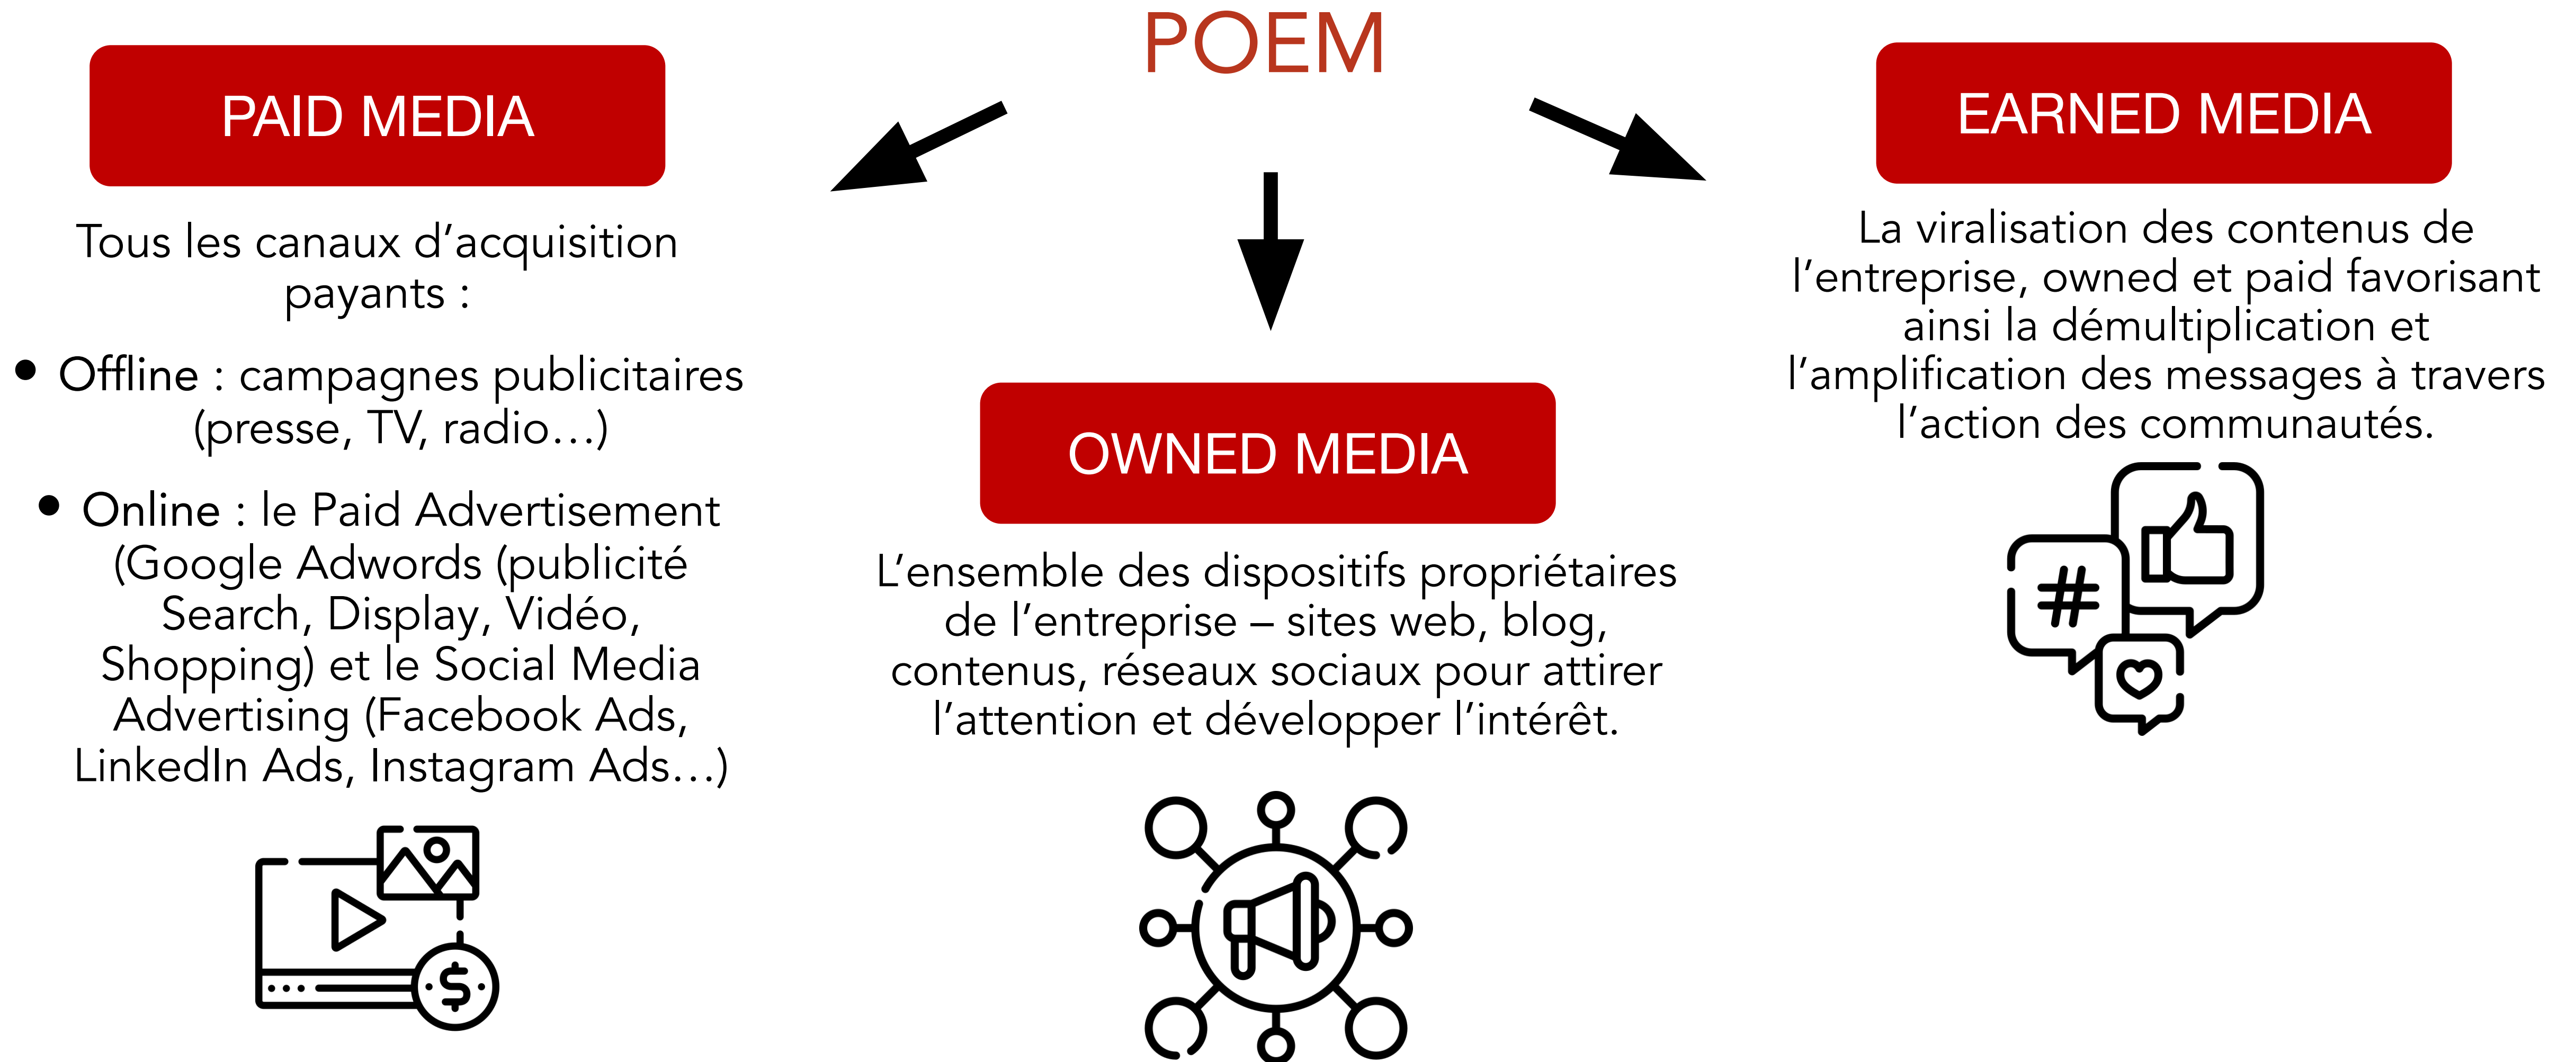 POEM
PAID MEDIA
Tous les canaux d’acquisition
payants :
• Offline : campagnes publicitaires
(presse, TV, radio…)
• Online : le Paid Advertisement
(Google Adwords (publicité
Search, Display, Vidéo,
Shopping) et le Social Media
Advertising (Facebook Ads,
LinkedIn Ads, Instagram Ads…)
$
OWNED MEDIA
L’ensemble des dispositifs propriétaires
de l’entreprise – sites web, blog,
contenus, réseaux sociaux pour attirer
l’attention et développer l’intérêt.
EARNED MEDIA
La viralisation des contenus de
l’entreprise, owned et paid favorisant
ainsi la démultiplication et
l’amplification des messages à travers
l’action des communautés.
#